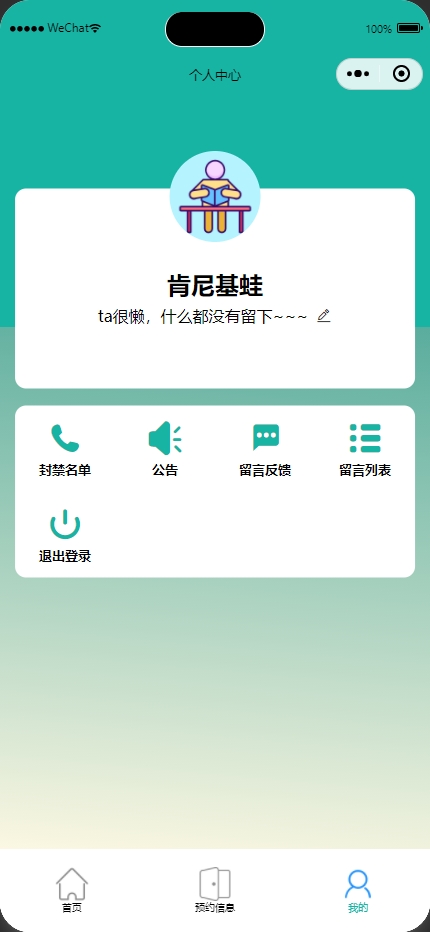 WeChat
100%
个人中心
肯尼基蛙
ta很懒，什么都没有留下~~~
封禁名单
公告
留言反馈
留言列表
退出登录
首页
预约信息
我的